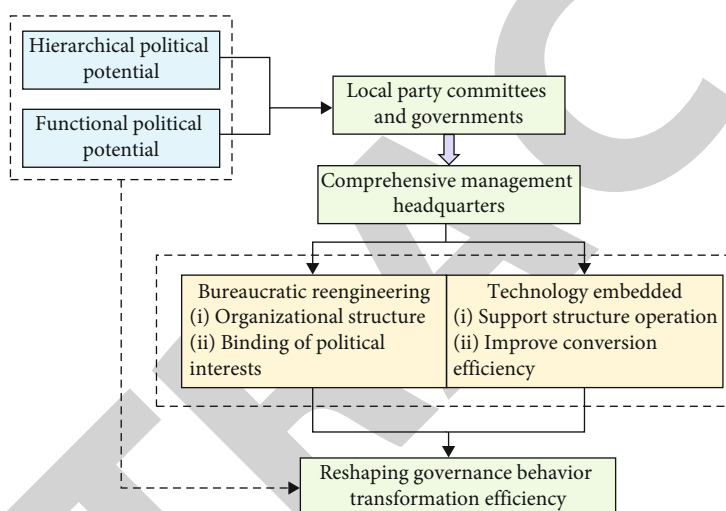 Hierarchical political
potential
Functional political
potential
Local party committees
and governments
Comprehensive management
headquarters
Bureaucratic reengineering
(i) Organizational structure
(ii) Binding of political
interests
Technology embedded
(i) Support structure operation
(ii) Improve conversion
efficiency
Reshaping governance behavior
transformation efficiency